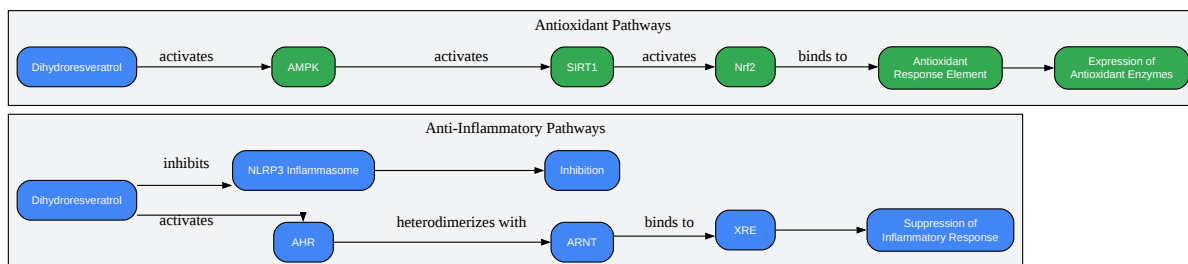 Antioxidant Pathways
Dihydroresveratrol
activates
AMPK
activates
SIRT1
activates
Nrf2
binds to
Antioxidant
Response Element
Expression of
Antioxidant Enzymes
Anti-Inflammatory Pathways
Dihydroresveratrol
inhibits
NLRP3 Inflammasome
Inhibition
activates
AHR
heterodimerizes with
ARNT
binds to
XRE
Suppression of
Inflammatory Response